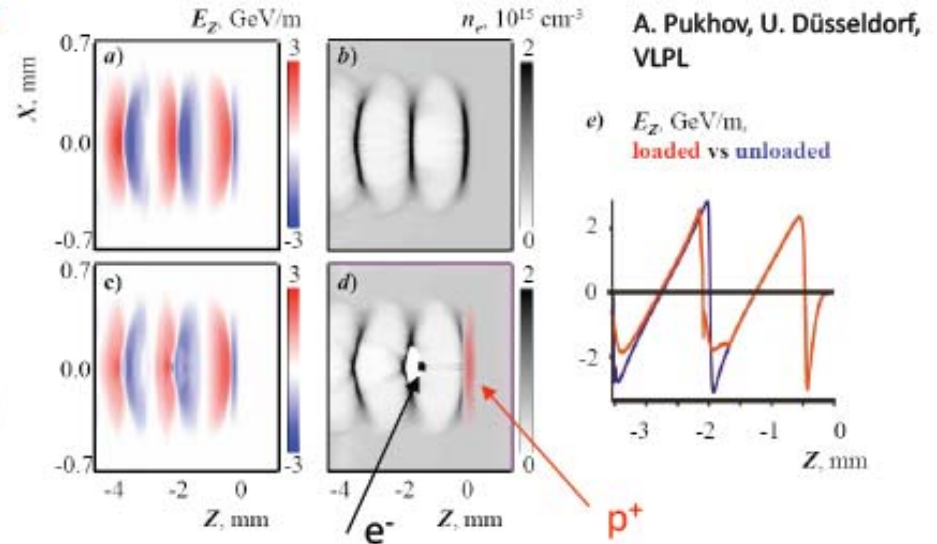 E_Z, GeV/m
n_e, 10^15 cm^-3
A. Pukhov, U. Düsseldorf,
VLPL
X, mm
0.7
0.0
-0.7
a)
3
-3
b)
2
0
e) E_Z, GeV/m,
loaded vs unloaded
2
0
-2
-3 -2 -1 0
Z, mm
0.7
0.0
-0.7
c)
3
-3
d)
2
0
-4 -2 0
Z, mm
-4 -2 0
Z, mm
e-
p+